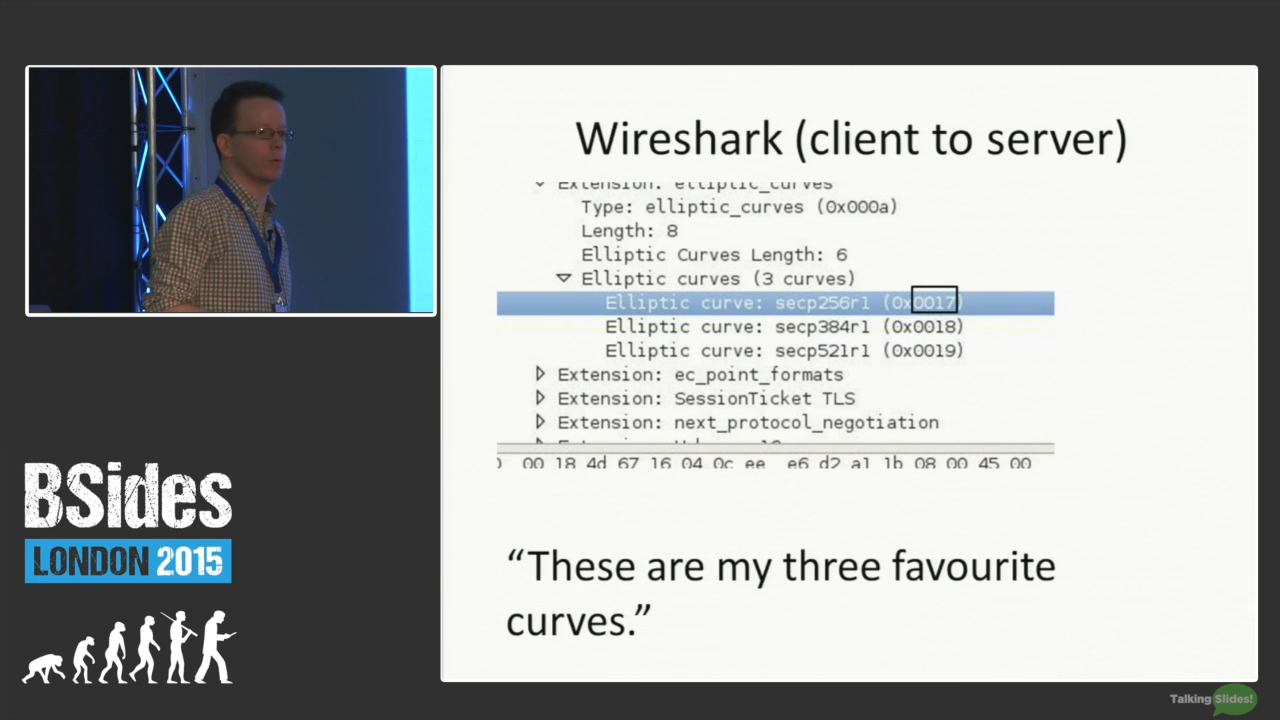 Wireshark (client to server)
Extension: elliptic_curves
Type: elliptic_curves (0x000a)
Length: 8
Elliptic Curves Length: 6
Elliptic curves (3 curves)
Elliptic curve: secp256r1 (0x0017)
Elliptic curve: secp384r1 (0x0018)
Elliptic curve: secp521r1 (0x0019)
Extension: ec_point_formats
Extension: SessionTicket TLS
Extension: next_protocol_negotiation
00 18 4d 67 16 04 0c ee e6 d2 a1 1b 08 00 45 00
“These are my three favourite
curves.”
BSides
LONDON 2015
Talking Slides!